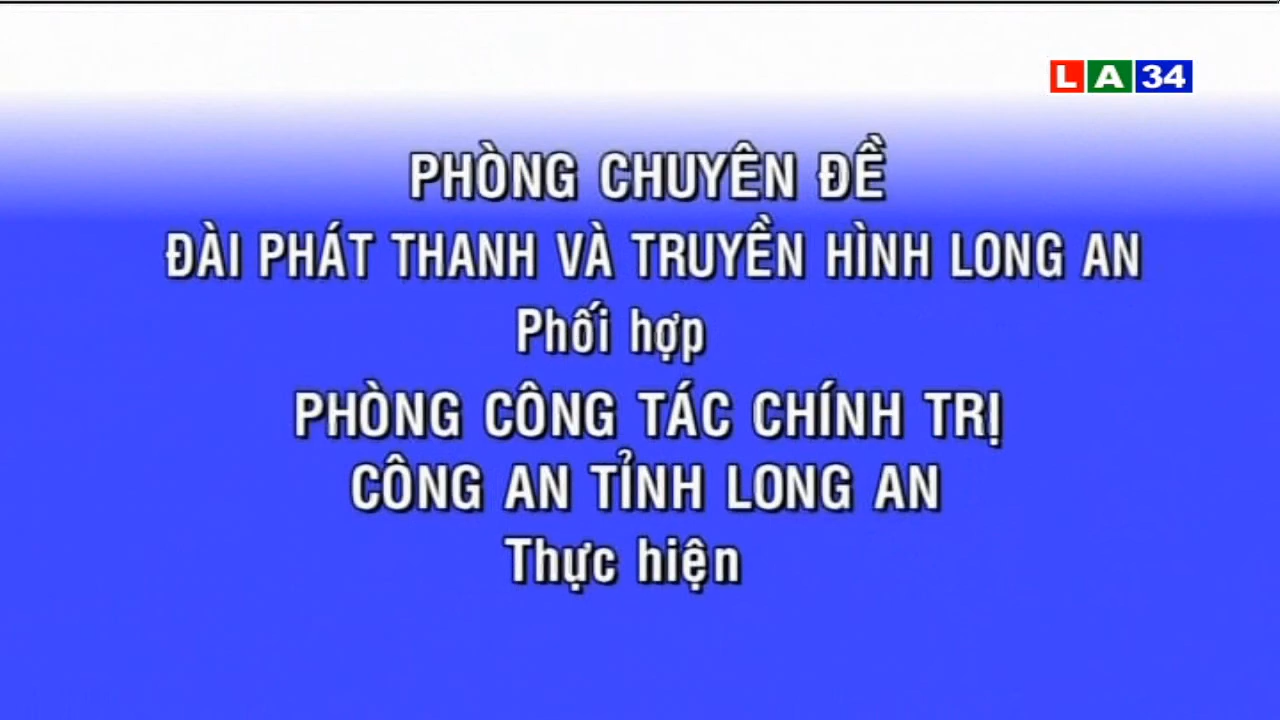 LA34
PHÒNG CHUYÊN ĐỀ
ĐÀI PHÁT THANH VÀ TRUYỀN HÌNH LONG AN
Phối hợp
PHÒNG CÔNG TÁC CHÍNH TRỊ
CÔNG AN TỈNH LONG AN
Thực hiện